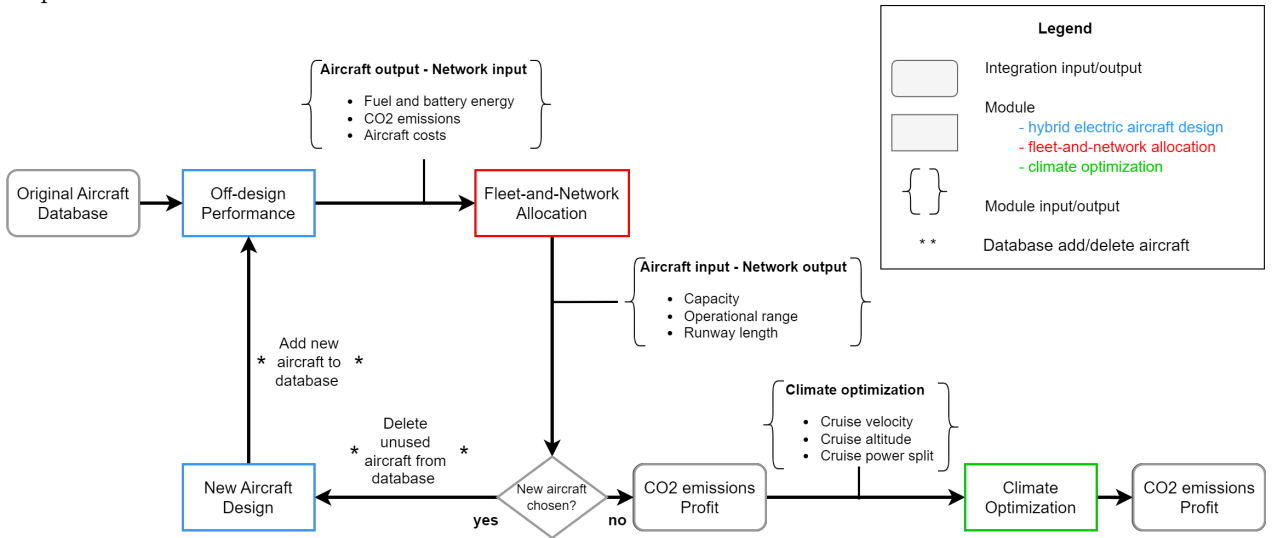 Legend
Integration input/output
Module
- hybrid electric aircraft design
- fleet-and-network allocation
- climate optimization
Module input/output
* *
Database add/delete aircraft
Aircraft output - Network input
• Fuel and battery energy
• CO2 emissions
• Aircraft costs
Original Aircraft
Database
Off-design
Performance
Fleet-and-Network
Allocation
Aircraft input - Network output
• Capacity
• Operational range
• Runway length
* Add new
aircraft to
database *
* Delete
unused
aircraft from
database *
Climate optimization
• Cruise velocity
• Cruise altitude
• Cruise power split
New Aircraft
Design
yes
New aircraft
chosen?
no
CO2 emissions
Profit
Climate
Optimization
CO2 emissions
Profit